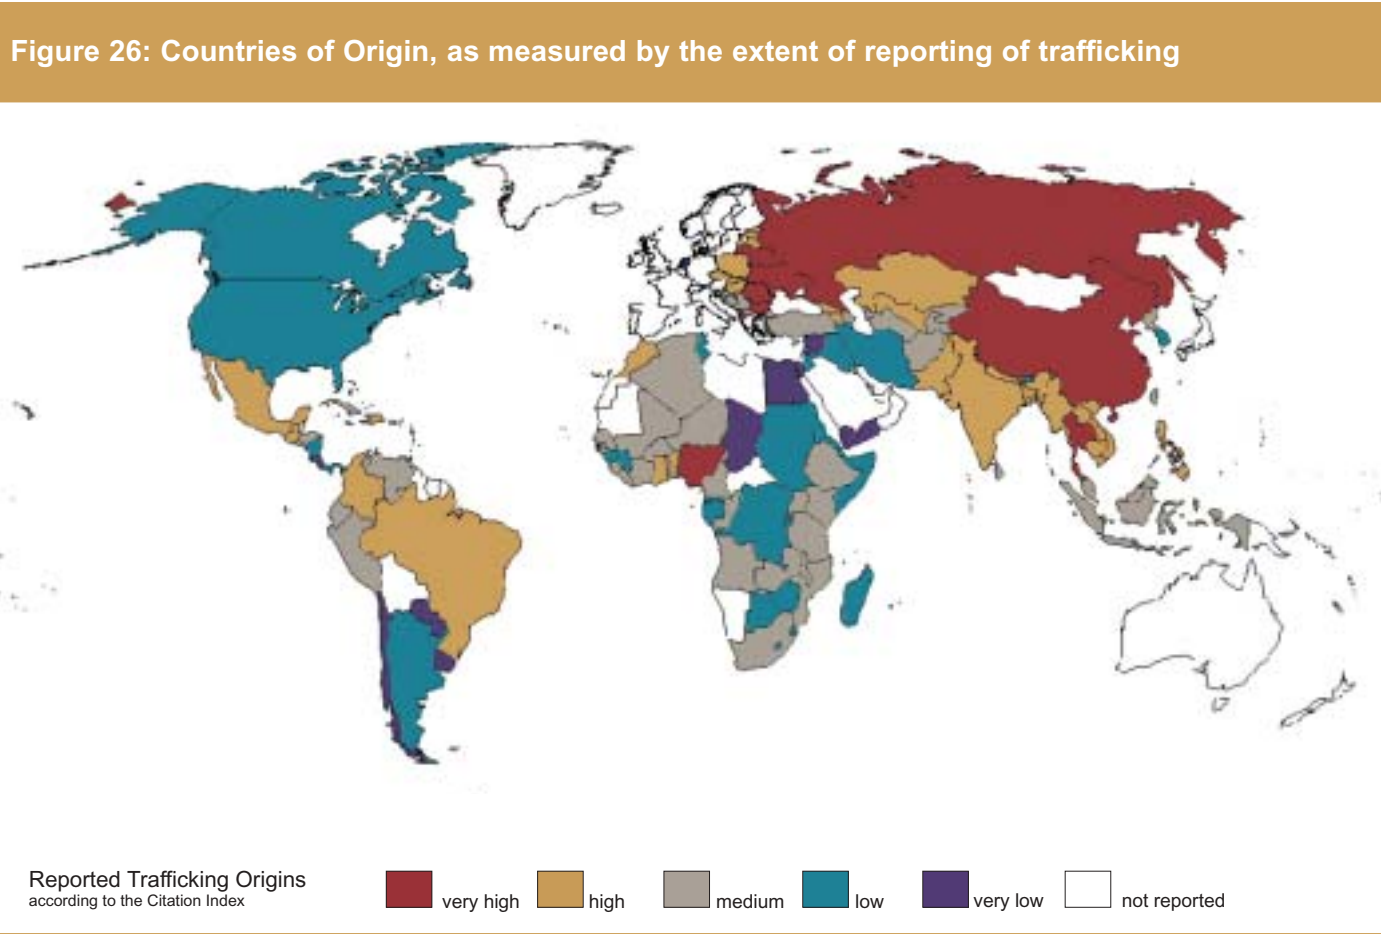 Figure 26: Countries of Origin, as measured by the extent of reporting of trafficking
Reported Trafficking Origins
according to the Citation Index
very high
high
medium
low
very low
not reported